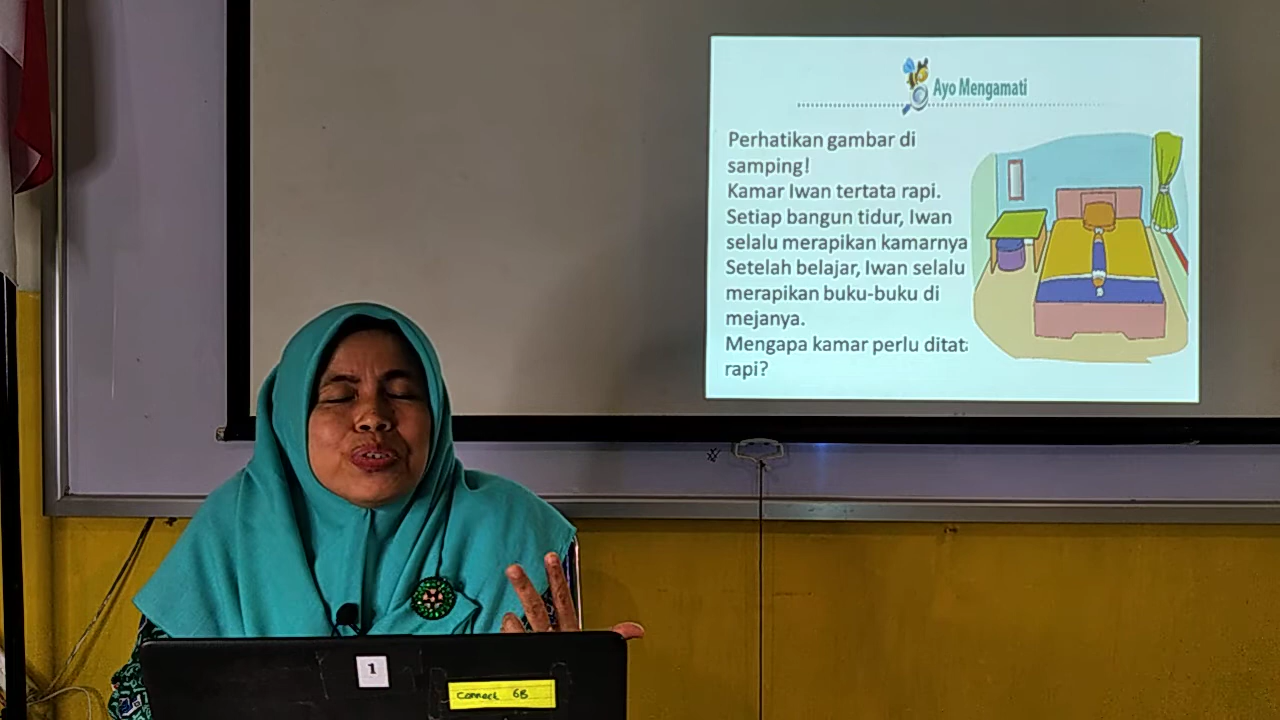 Ayo Mengamati
Perhatikan gambar di
samping!
Kamar Iwan tertata rapi.
Setiap bangun tidur, Iwan
selalu merapikan kamarnya
Setelah belajar, Iwan selalu
merapikan buku-buku di
mejanya.
Mengapa kamar perlu ditat
rapi?
1
Connect 6B